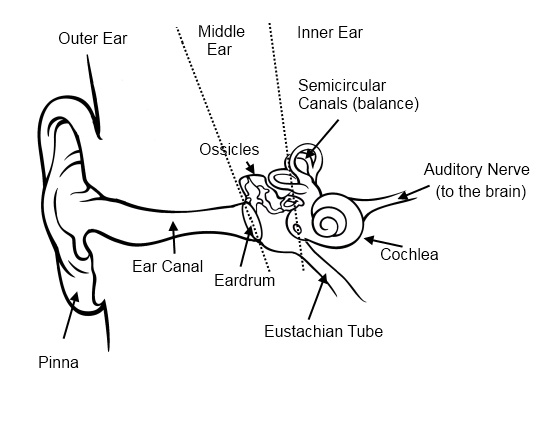 Outer Ear
Middle
Ear
Inner Ear
Semicircular
Canals (balance)
Ossicles
Auditory Nerve
(to the brain)
Cochlea
Ear Canal
Eardrum
Eustachian Tube
Pinna